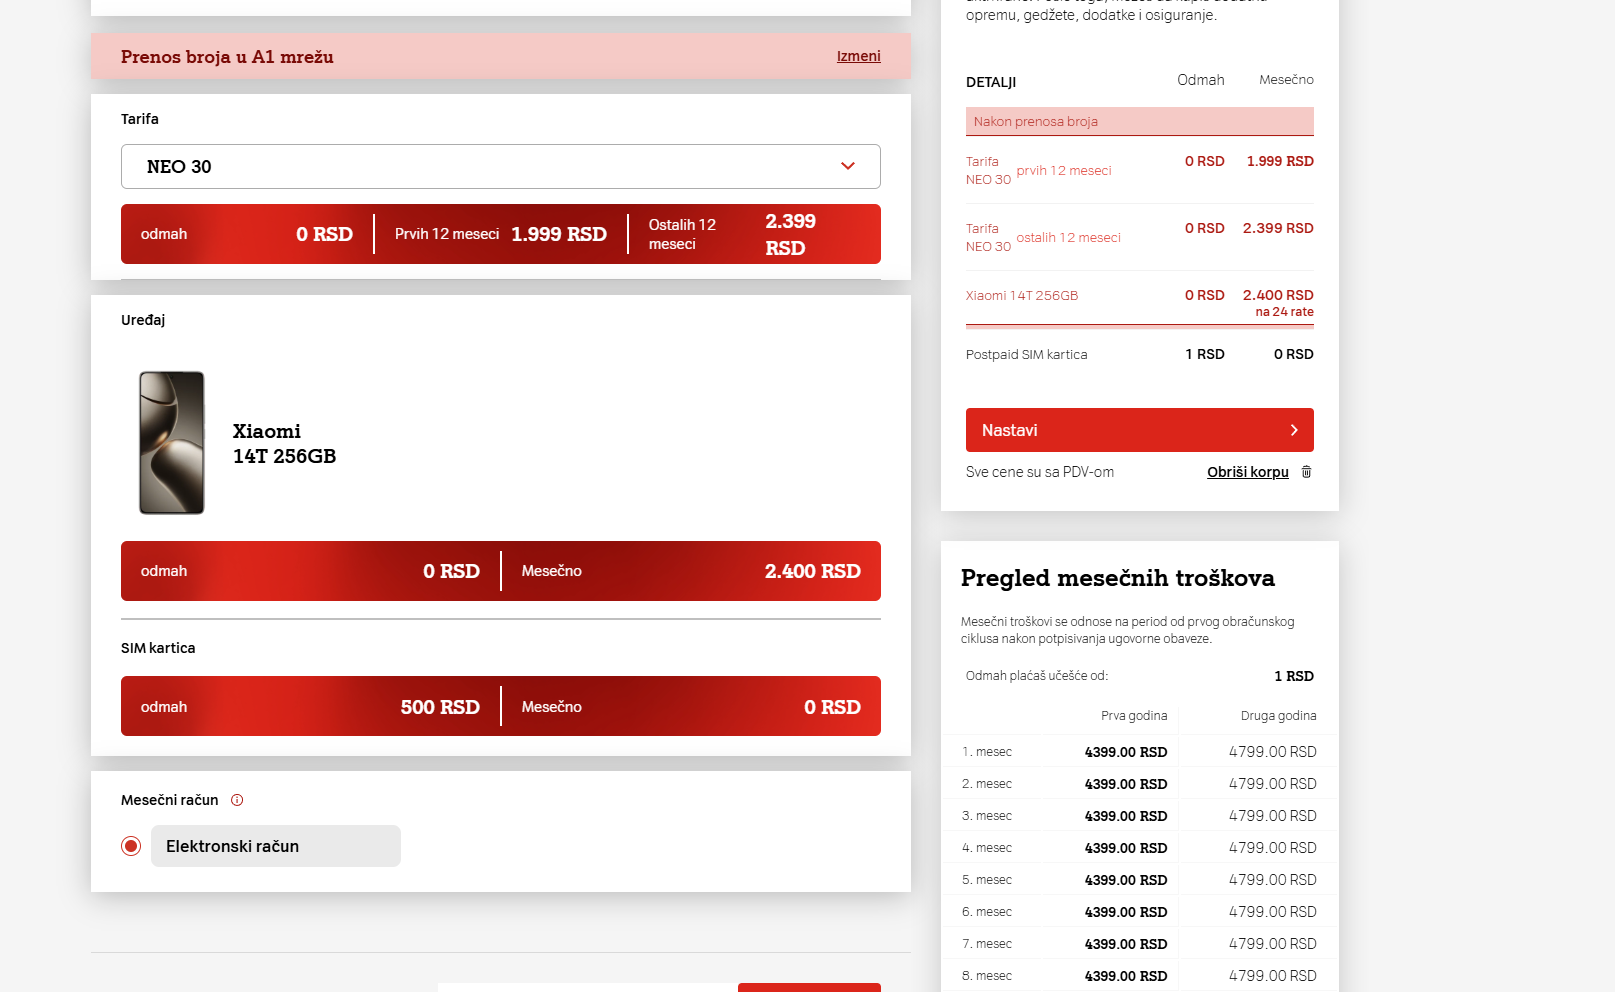 Prenos broja u A1 mrežu
Izmeni
Tarifa
NEO 30
odmah
0 RSD
Prvih 12 meseci
1.999 RSD
Ostalih 12
meseci
2.399
RSD
Uređaj
Xiaomi
14T 256GB
odmah
0 RSD
Mesečno
2.400 RSD
SIM kartica
odmah
500 RSD
Mesečno
0 RSD
Mesečni račun
Elektronski račun
opremu, gedžete, dodatke i osiguranje.
DETALJI
Odmah
Mesečno
Nakon prenosa broja
Tarifa
NEO 30
prvih 12 meseci
0 RSD
1.999 RSD
Tarifa
NEO 30
ostalih 12 meseci
0 RSD
2.399 RSD
Xiaomi 14T 256GB
0 RSD
2.400 RSD
na 24 rate
Postpaid SIM kartica
1 RSD
0 RSD
Nastavi
Sve cene su sa PDV-om
Obriši korpu
Pregled mesečnih troškova
Mesečni troškovi se odnose na period od prvog obračunskog
ciklusa nakon potpisivanja ugovorne obaveze.
Odmah plaćaš učešće od:
1 RSD
Prva godina
Druga godina
1. mesec
4399.00 RSD
4799.00 RSD
2. mesec
4399.00 RSD
4799.00 RSD
3. mesec
4399.00 RSD
4799.00 RSD
4. mesec
4399.00 RSD
4799.00 RSD
5. mesec
4399.00 RSD
4799.00 RSD
6. mesec
4399.00 RSD
4799.00 RSD
7. mesec
4399.00 RSD
4799.00 RSD
8. mesec
4399.00 RSD
4799.00 RSD